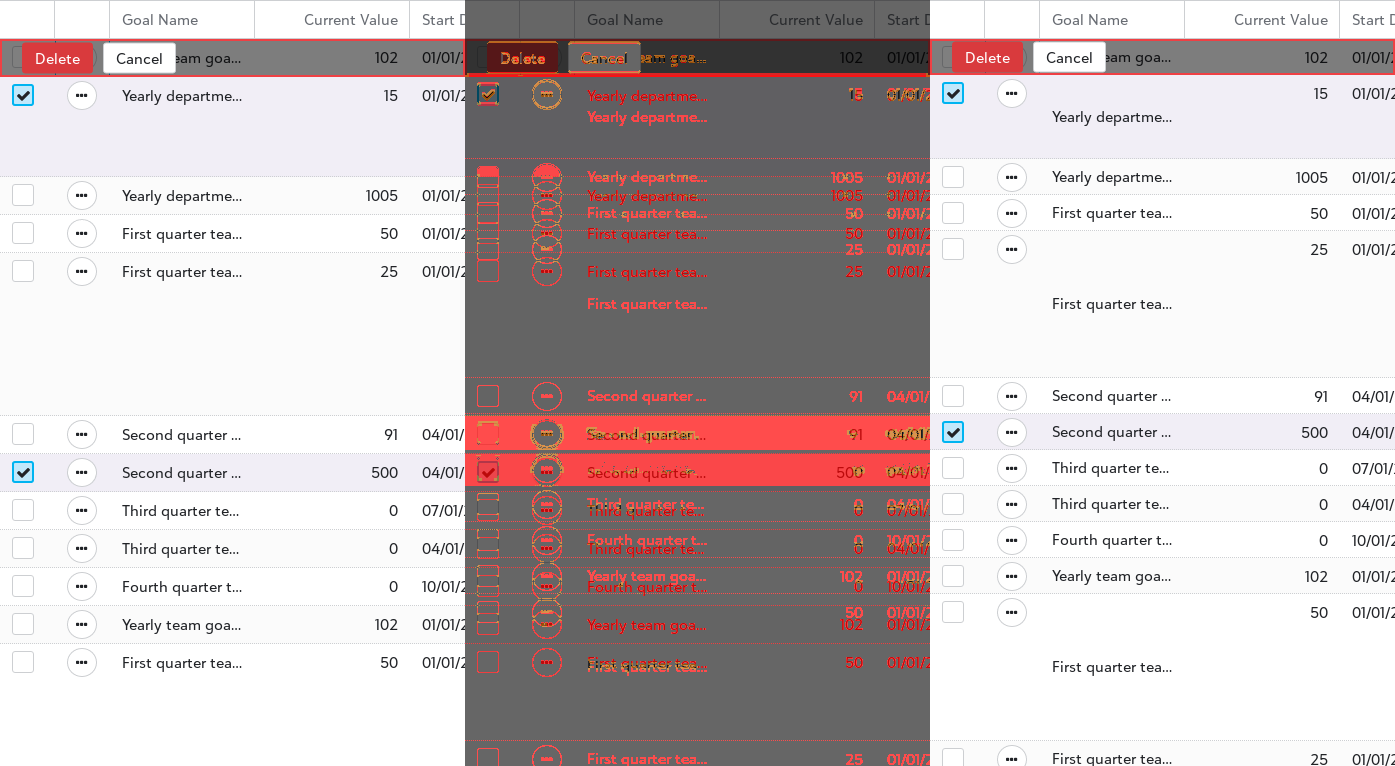 Goal Name Current Value Start D
Delete Cancel eam goa... 102 01/01/2
Yearly departme... 15 01/01/2
Yearly departme... 1005 01/01/2
First quarter tea... 50 01/01/2
First quarter tea... 25 01/01/2
Second quarter ... 91 04/01/
Second quarter ... 500 04/01/
Third quarter te... 0 07/01/
Third quarter te... 0 04/01/
Fourth quarter t... 0 10/01/2
Yearly team goa... 102 01/01/2
First quarter tea... 50 01/01/2
Goal Name Current Value Start D
Delete Cancel eam goa... 102 01/01/2
Yearly departme... 15 01/01/2
Yearly departme...
Yearly departme... 1005 01/01/2
Yearly departme... 1005 01/01/2
First quarter tea... 50 01/01/2
First quarter tea... 50 01/01/2
25 01/01/2
First quarter tea... 25 01/01/2
First quarter tea...
Second quarter ... 91 04/01/
Second quarter ... 91 04/01/
Second quarter ... 500 04/01/
Third quarter te... 0 04/01/
Third quarter te... 0 07/01/
Fourth quarter t... 0 10/01/2
Third quarter te... 0 04/01/
Yearly team goa... 102 01/01/2
Fourth quarter t... 0 10/01/2
50 01/01/2
Yearly team goa... 102 01/01/2
First quarter tea... 50 01/01/2
First quarter tea...
First quarter tea... 25 01/01/2
Goal Name Current Value Start D
Delete Cancel eam goa... 102 01/01/2
15 01/01/2
Yearly departme...
Yearly departme... 1005 01/01/2
First quarter tea... 50 01/01/2
25 01/01/2
First quarter tea...
Second quarter ... 91 04/01/
Second quarter ... 500 04/01/
Third quarter te... 0 07/01/
Third quarter te... 0 04/01/
Fourth quarter t... 0 10/01/2
Yearly team goa... 102 01/01/2
50 01/01/2
First quarter tea...
First quarter tea... 25 01/01/2